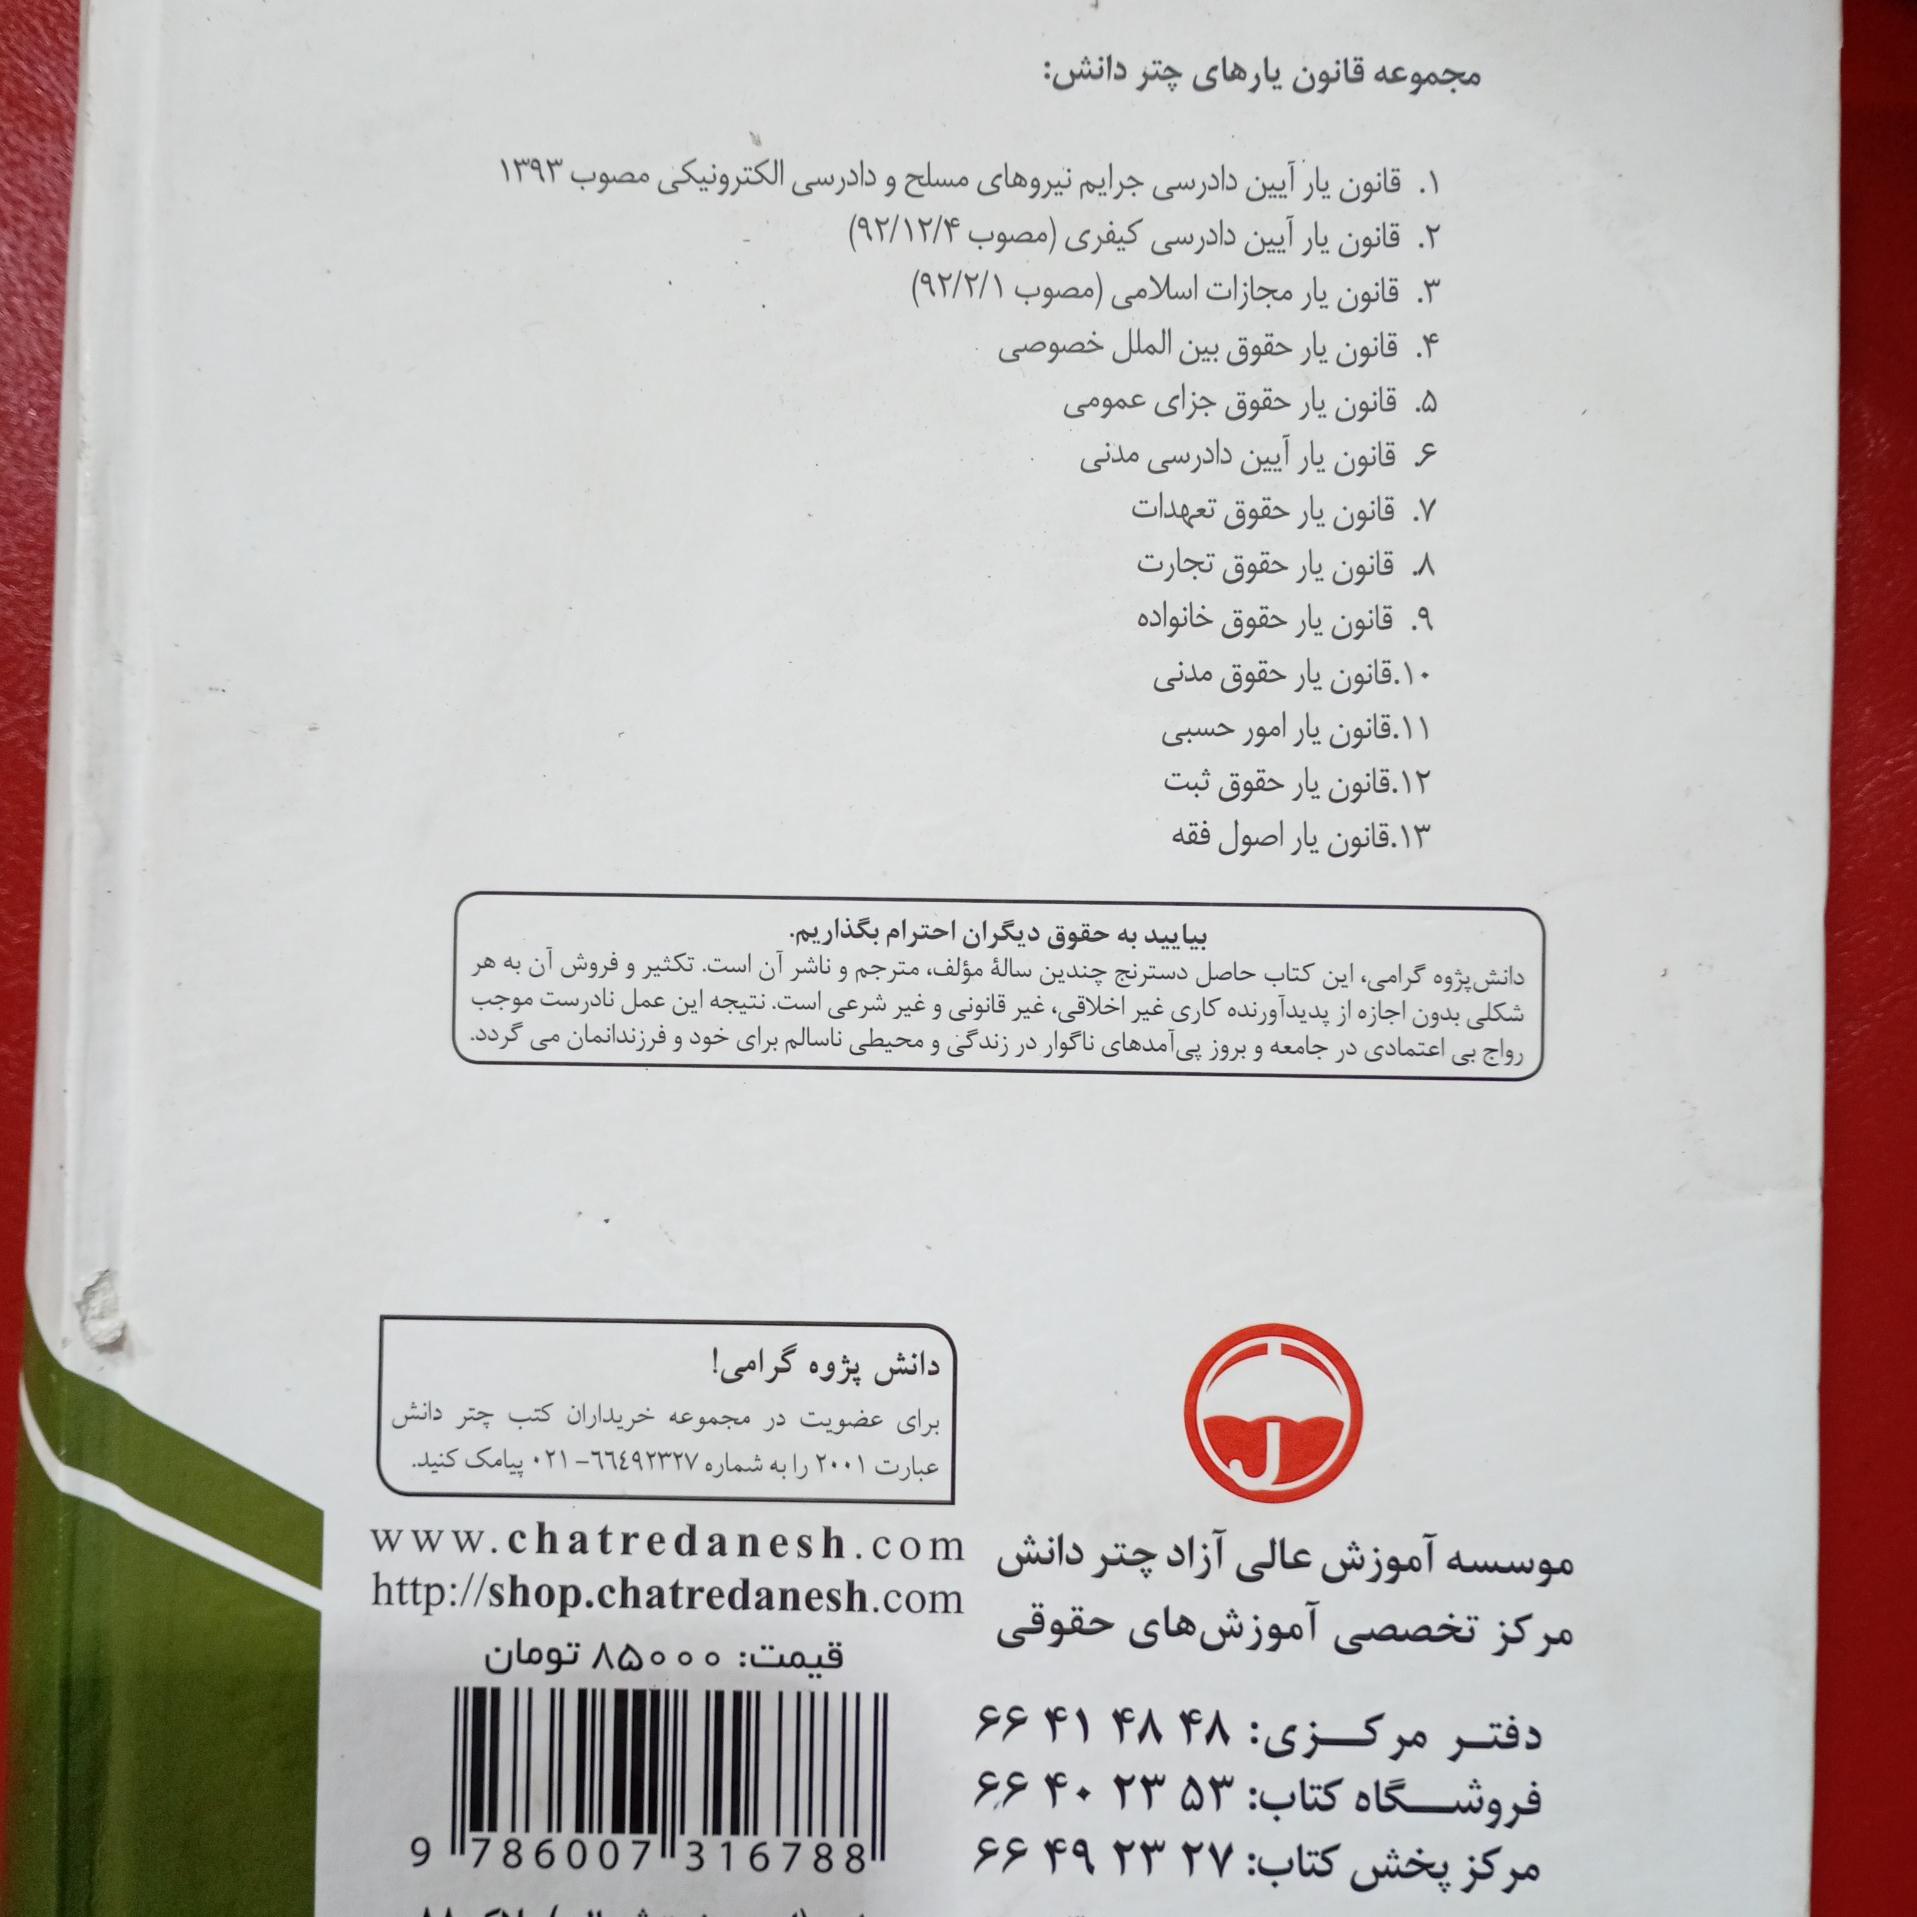 مجموعه قانون یارهای چتر دانش:
۱. قانون یار آیین دادرسی جرایم نیروهای مسلح و دادرسی الکترونیکی مصوب ۱۳۹۳
۲. قانون یار آیین دادرسی کیفری (مصوب ۹۲/۱۲/۴)
۳. قانون یار مجازات اسلامی (مصوب ۹۲/۲/۱)
۴. قانون یار حقوق بین الملل خصوصی
۵. قانون یار حقوق جزای عمومی
۶. قانون یار آیین دادرسی مدنی
۷. قانون یار حقوق تعهدات
۸. قانون یار حقوق تجارت
۹. قانون یار حقوق خانواده
۱۰.قانون یار حقوق مدنی
۱۱.قانون یار امور حسبی
۱۲.قانون یار حقوق ثبت
۱۳.قانون یار اصول فقه
بیایید به حقوق دیگران احترام بگذاریم.
دانش‌پژوه گرامی، این کتاب حاصل دسترنج چندین سالۀ مؤلف، مترجم و ناشر آن است. تکثیر و فروش آن به هر
شکلی بدون اجازه از پدیدآورنده کاری غیر اخلاقی، غیر قانونی و غیر شرعی است. نتیجه این عمل نادرست موجب
رواج بی اعتمادی در جامعه و بروز پی‌آمدهای ناگوار در زندگی و محیطی ناسالم برای خود و فرزندانمان می گردد.
دانش پژوه گرامی!
برای عضویت در مجموعه خریداران کتب چتر دانش
عبارت ۲۰۰۱ را به شماره ۶۶٤۹۲۳۲۷-۰۲۱ پیامک کنید.
موسسه آموزش عالی آزاد چتر دانش
مرکز تخصصی آموزش‌های حقوقی
www.chatredanesh.com
http://shop.chatredanesh.com
قیمت: ۸۵۰۰۰ تومان
9 786007 316788
دفتر مرکزی: ۶۶ ۴۱ ۴۸ ۴۸
فروشگاه کتاب: ۶۶ ۴۰ ۲۳ ۵۳
مرکز پخش کتاب: ۶۶ ۴۹ ۲۳ ۲۷